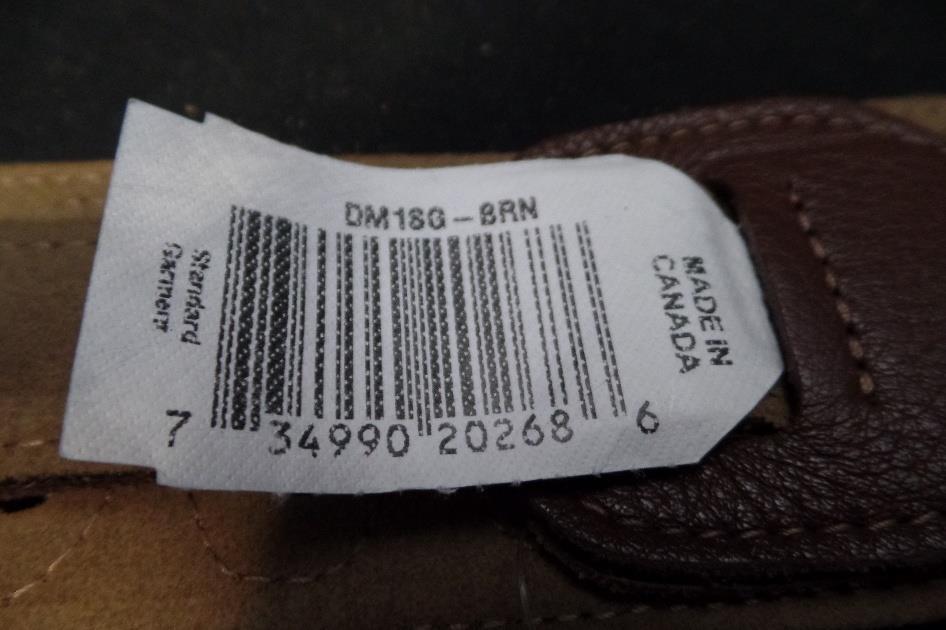 DM18G-BRN
Standard
Garment
MADE IN
CANADA
7 34990 20268 6